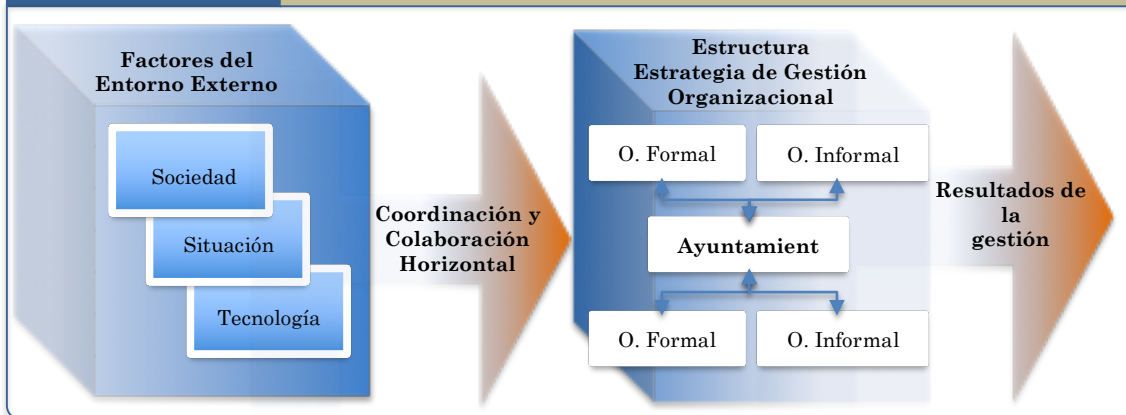 Factores del
Entorno Externo
Sociedad
Situación
Tecnología
Coordinación y
Colaboración
Horizontal
Estructura
Estrategia de Gestión
Organizacional
O. Formal
O. Informal
Ayuntamient
O. Formal
O. Informal
Resultados de
la
gestión